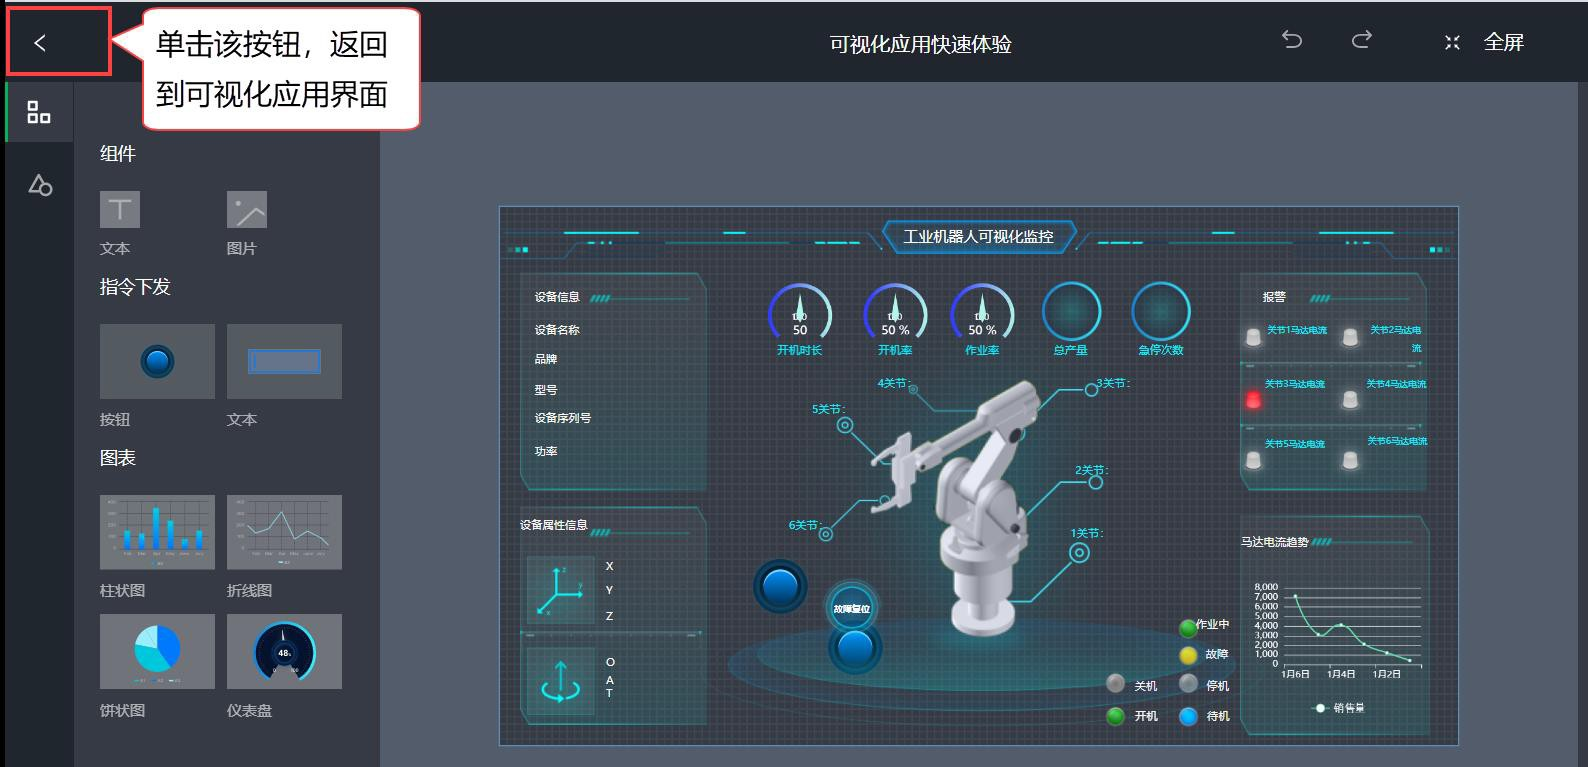 单击该按钮，返回
到可视化应用界面
可视化应用快速体验
全屏
组件
文本
图片
指令下发
按钮
文本
图表
柱状图
折线图
48%
饼状图
仪表盘
工业机器人可视化监控
设备信息
设备名称
品牌
型号
设备序列号
功率
50
50 %
50 %
开机时长
开机率
作业率
总产量
急停次数
报警
关节1马达电流
关节2马达电
流
关节3马达电流
关节4马达电流
关节5马达电流
关节6马达电流
4关节:
3关节:
5关节:
2关节:
6关节:
1关节:
设备属性信息
z
y
x
X
Y
Z
O
A
T
故障复位
作业中
故障
关机
停机
开机
待机
马达电流趋势
8,000
7,000
6,000
5,000
4,000
3,000
2,000
1,000
0
1月6日
1月4日
1月2日
销售量